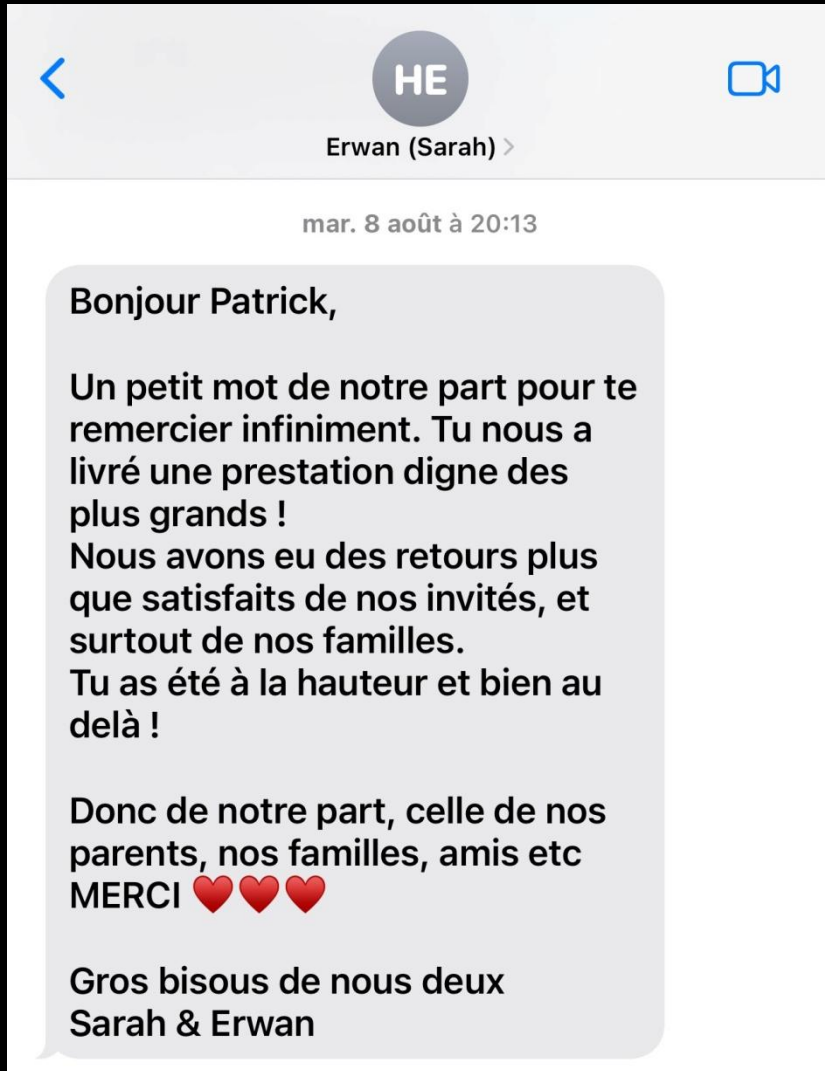 HE
Erwan (Sarah)
mar. 8 août à 20:13
Bonjour Patrick,
Un petit mot de notre part pour te
remercier infiniment. Tu nous a
livré une prestation digne des
plus grands !
Nous avons eu des retours plus
que satisfaits de nos invités, et
surtout de nos familles.
Tu as été à la hauteur et bien au
delà !
Donc de notre part, celle de nos
parents, nos familles, amis etc
MERCI ♥️♥️♥️
Gros bisous de nous deux
Sarah & Erwan